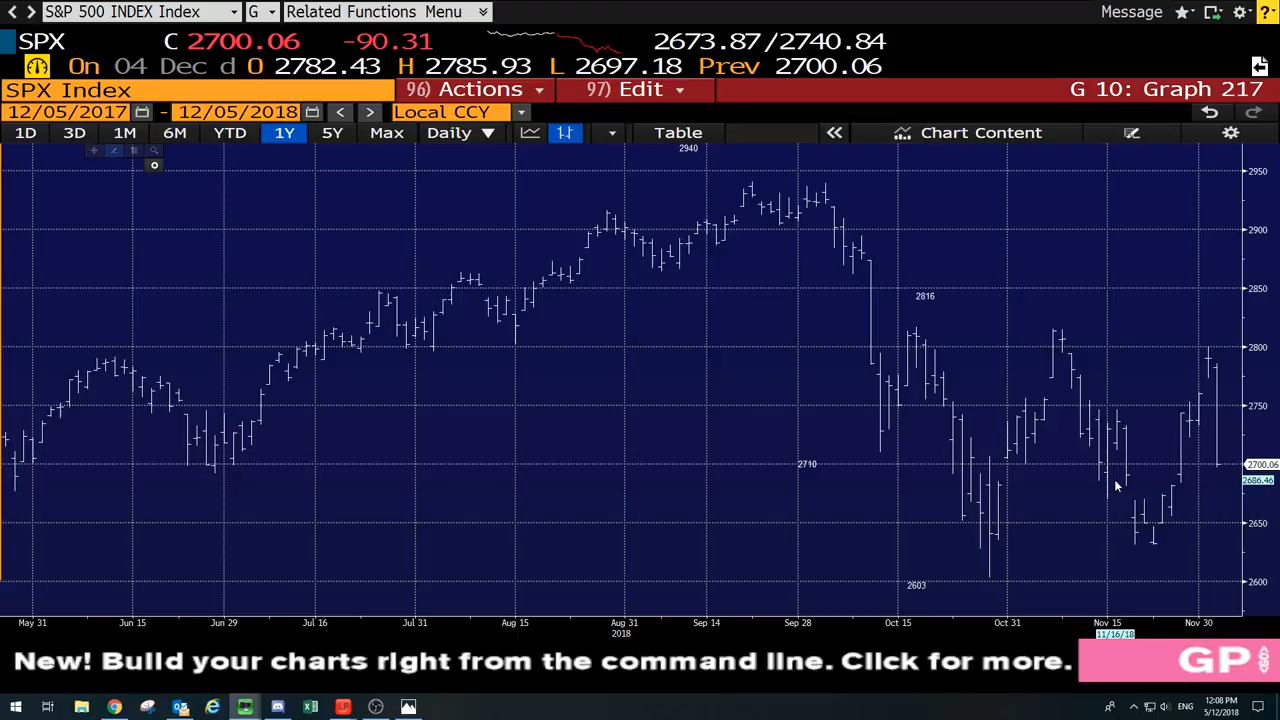 S&P 500 INDEX Index G Related Functions Menu Message
SPX C 2700.06 -90.31 2673.87/2740.84
On 04 Dec d O 2782.43 H 2785.93 L 2697.18 Prev 2700.06
SPX Index 96) Actions 97) Edit G 10: Graph 217
12/05/2017 - 12/05/2018 Local CCY
1D 3D 1M 6M YTD 1Y 5Y Max Daily Table Chart Content
2940
2950
2900
2850
2816
2800
2750
2710
2700.06
2686.46
2650
2603
2600
May 31 Jun 15 Jun 29 Jul 16 Jul 31 Aug 15 Aug 31 Sep 14 Sep 28 Oct 15 Oct 31 Nov 15 Nov 30
2018
11/16/18
New! Build your charts right from the command line. Click for more. GP
12:08 PM
ENG
5/12/2018